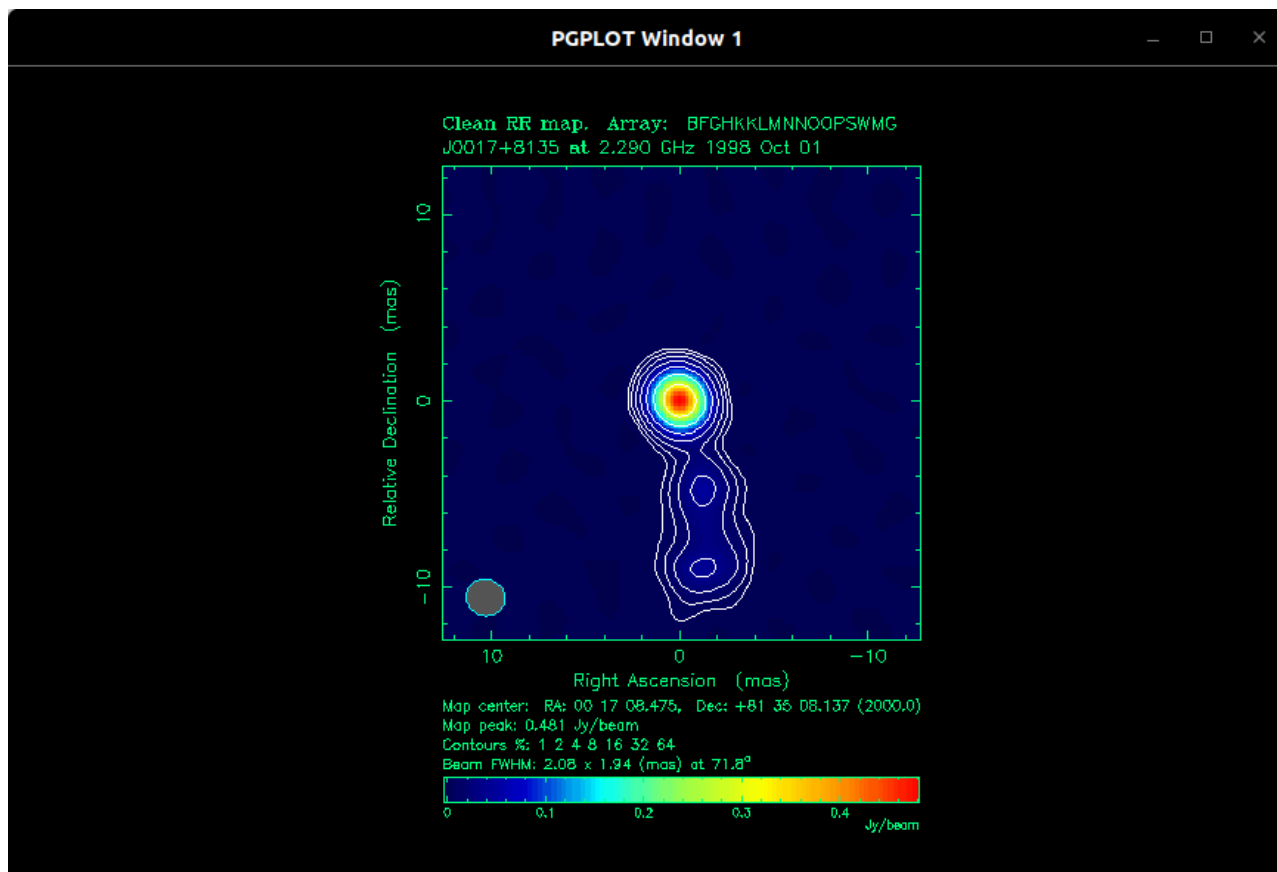 PGPLOT Window 1
Clean RR map. Array: BFGHKKLMNNOOPSWMG
J0017+8135 at 2.290 GHz 1998 Oct 01
Relative Declination (mas)
10
0
−10
10
0
−10
Right Ascension (mas)
Map center: RA: 00 17 08.475, Dec: +81 35 08.137 (2000.0)
Map peak: 0.481 Jy/beam
Contours %: 1 2 4 8 16 32 64
Beam FWHM: 2.08 x 1.94 (mas) at 71.8°
0 0.1 0.2 0.3 0.4
Jy/beam